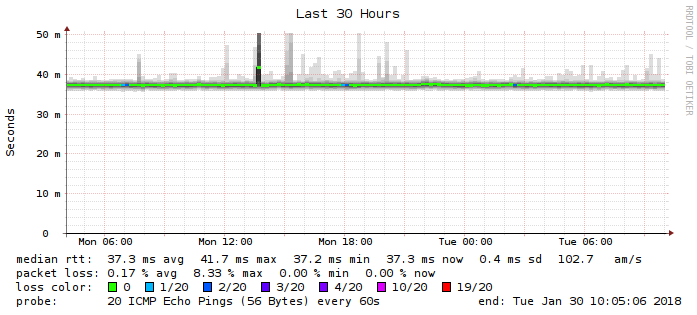 Last 30 Hours
RRDTOOL / TOBI OETIKER
Seconds
50 m
40 m
30 m
20 m
10 m
0
Mon 06:00 Mon 12:00 Mon 18:00 Tue 00:00 Tue 06:00
median rtt: 37.3 ms avg 41.7 ms max 37.2 ms min 37.3 ms now 0.4 ms sd 102.7 am/s
packet loss: 0.17 % avg 8.33 % max 0.00 % min 0.00 % now
loss color: 0 1/20 2/20 3/20 4/20 10/20 19/20
probe: 20 ICMP Echo Pings (56 Bytes) every 60s end: Tue Jan 30 10:05:06 2018